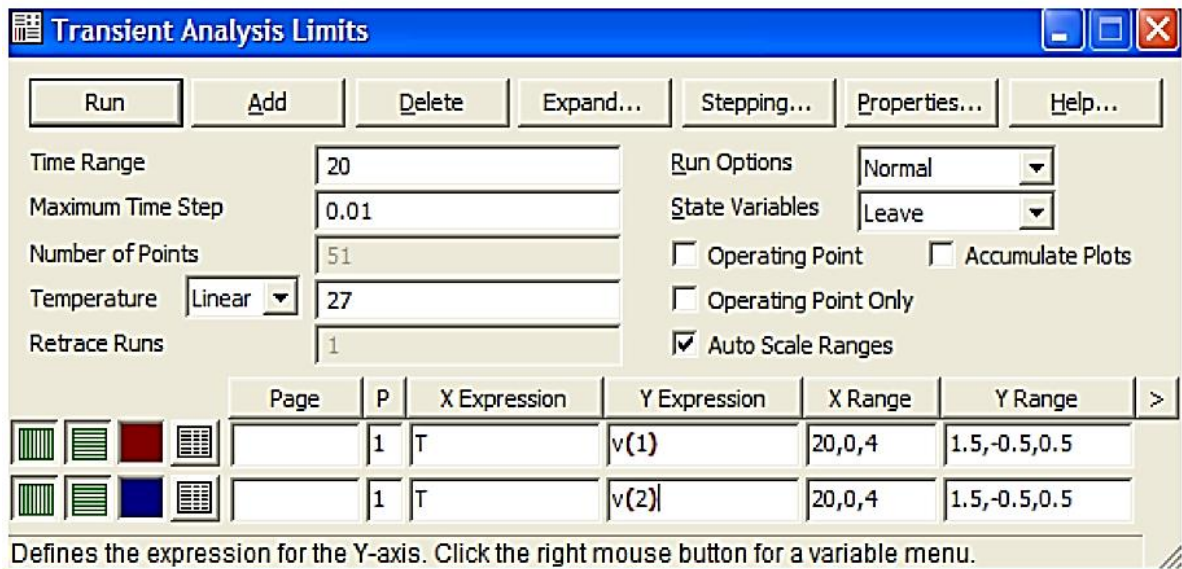 Transient Analysis Limits
Run Add Delete Expand... Stepping... Properties... Help...
Time Range 20 Run Options Normal
Maximum Time Step 0.01 State Variables Leave
Number of Points 51 Operating Point Accumulate Plots
Temperature Linear 27 Operating Point Only
Retrace Runs 1 Auto Scale Ranges
Page P X Expression Y Expression X Range Y Range >
1 T v(1) 20,0,4 1.5,-0.5,0.5
1 T v(2) 20,0,4 1.5,-0.5,0.5
Defines the expression for the Y-axis. Click the right mouse button for a variable menu.